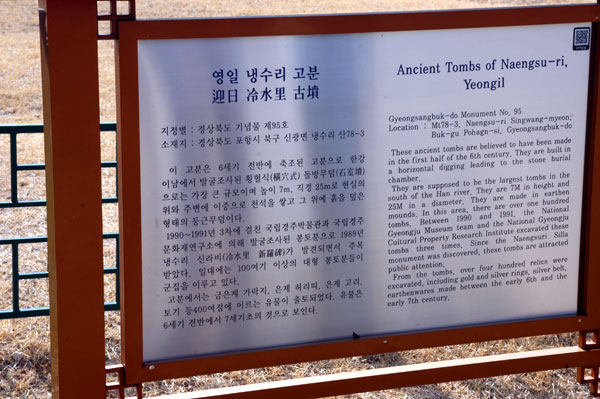 영일 냉수리 고분
迎日 冷水里 古墳
지정별 : 경상북도 기념물 제95호
소재지 : 경상북도 포항시 북구 신광면 냉수리 산78-3
이 고분은 6세기 전반에 축조된 고분으로 한강
이남에서 발굴조사된 횡혈식(橫穴式) 돌방무덤(石室墳)
으로는 가장 큰 규모이며 높이 7m, 직경 25m로 현실의
위와 주변에 이중으로 천석을 쌓고 그 위에 흙을 덮은
형태의 둥근무덤이다.
1990~1991년 3차에 걸친 국립경주박물관과 국립경주
문화재연구소에 의해 발굴조사된 봉토분으로 1989년
냉수리 신라비(冷水里 新羅碑)가 발견되면서 주목
받았다. 일대에는 100여기 이상의 대형 봉토분들이
군집을 이루고 있다.
고분에서는 금은제 가락지, 은제 허리띠, 은제 고리,
토기 등400여점에 이르는 유물이 출토되었다. 유물은
6세기 전반에서 7세기초의 것으로 보인다.
Ancient Tombs of Naengsu-ri,
Yeongil
Gyeongsangbuk-do Monument No. 95
Location : Mt78-3, Naengsu-ri Singwang-myeon,
Buk-gu Pohagn-si, Gyeongsangbuk-do
These ancient tombs are believed to have been made
in the first half of the 6th century. They are built in
a horizontal digging leading to the stone burial
chamber.
They are supposed to be the largest tombs in the
south of the Han river. They are 7M in height and
25M in a diameter. They are made in earthen
mounds. In this area, there are over one hundred
tombs. Between 1990 and 1991, the National
Gyeongju Museum team and the National Gyeongju
Cultural Property Research Institute excavated these
tombs three times. Since the Naengsuri Silla
monument was discovered, these tombs are attracted
public attention.
From the tombs, over four hundred relics were
excavated, including gold and silver rings, silver belt,
earthenwares made between the early 6th and the
early 7th century.